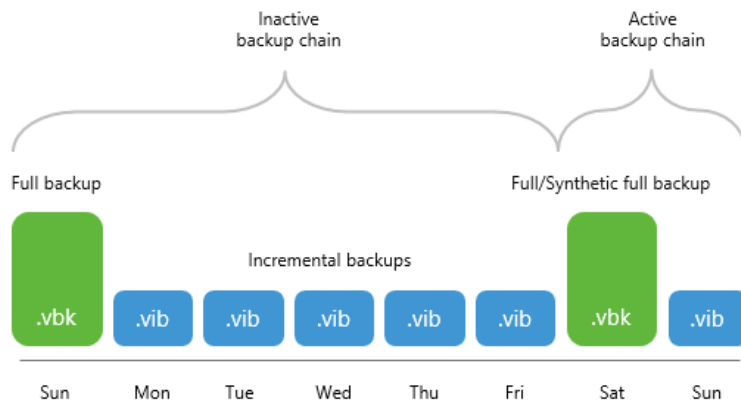 Inactive
backup chain
Active
backup chain
Full backup
Full/Synthetic full backup
Incremental backups
.vbk .vib .vib .vib .vib .vib .vbk .vib
Sun Mon Tue Wed Thu Fri Sat Sun